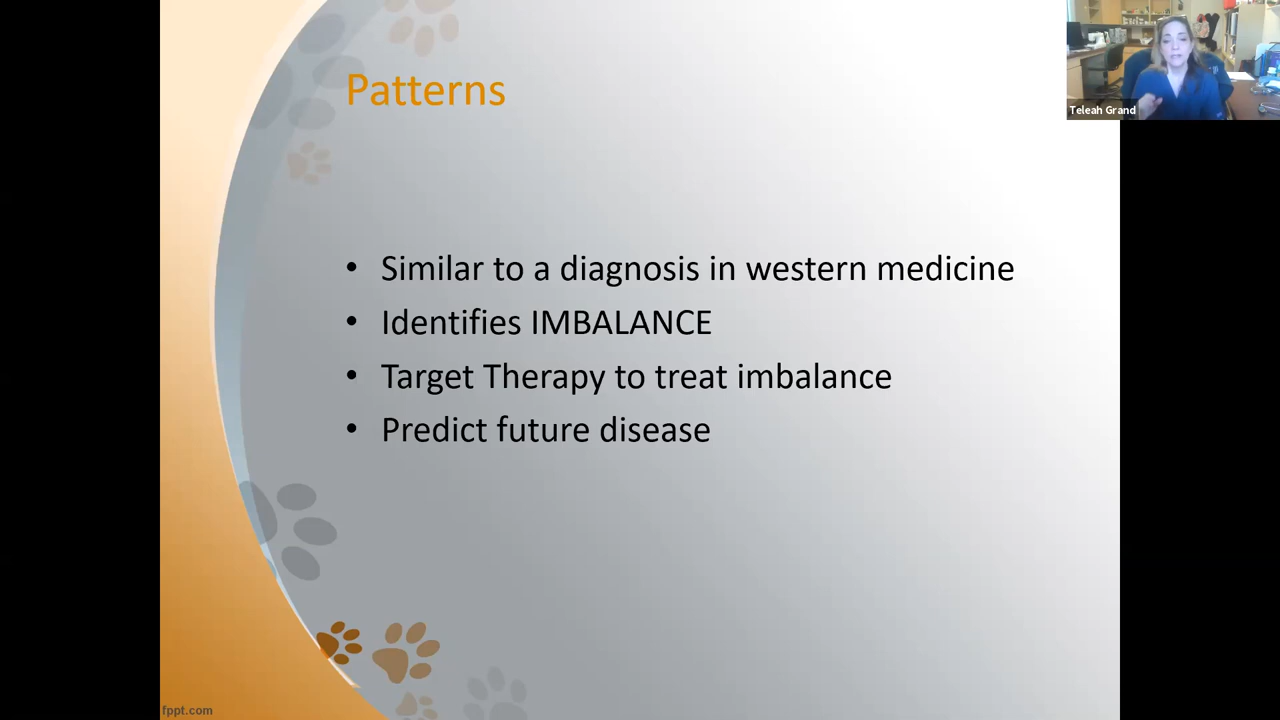 Patterns
Teleah Grand
• Similar to a diagnosis in western medicine
• Identifies IMBALANCE
• Target Therapy to treat imbalance
• Predict future disease
fppt.com